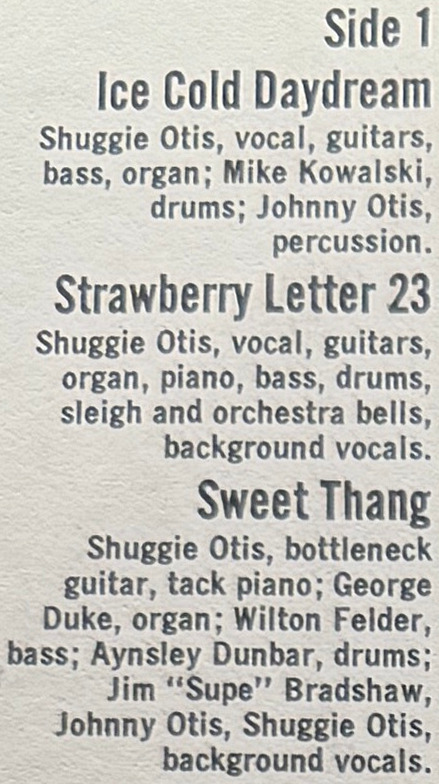 Side 1
Ice Cold Daydream
Shuggie Otis, vocal, guitars,
bass, organ; Mike Kowalski,
drums; Johnny Otis,
percussion.
Strawberry Letter 23
Shuggie Otis, vocal, guitars,
organ, piano, bass, drums,
sleigh and orchestra bells,
background vocals.
Sweet Thang
Shuggie Otis, bottleneck
guitar, tack piano; George
Duke, organ; Wilton Felder,
bass; Aynsley Dunbar, drums;
Jim “Supe” Bradshaw,
Johnny Otis, Shuggie Otis,
background vocals.